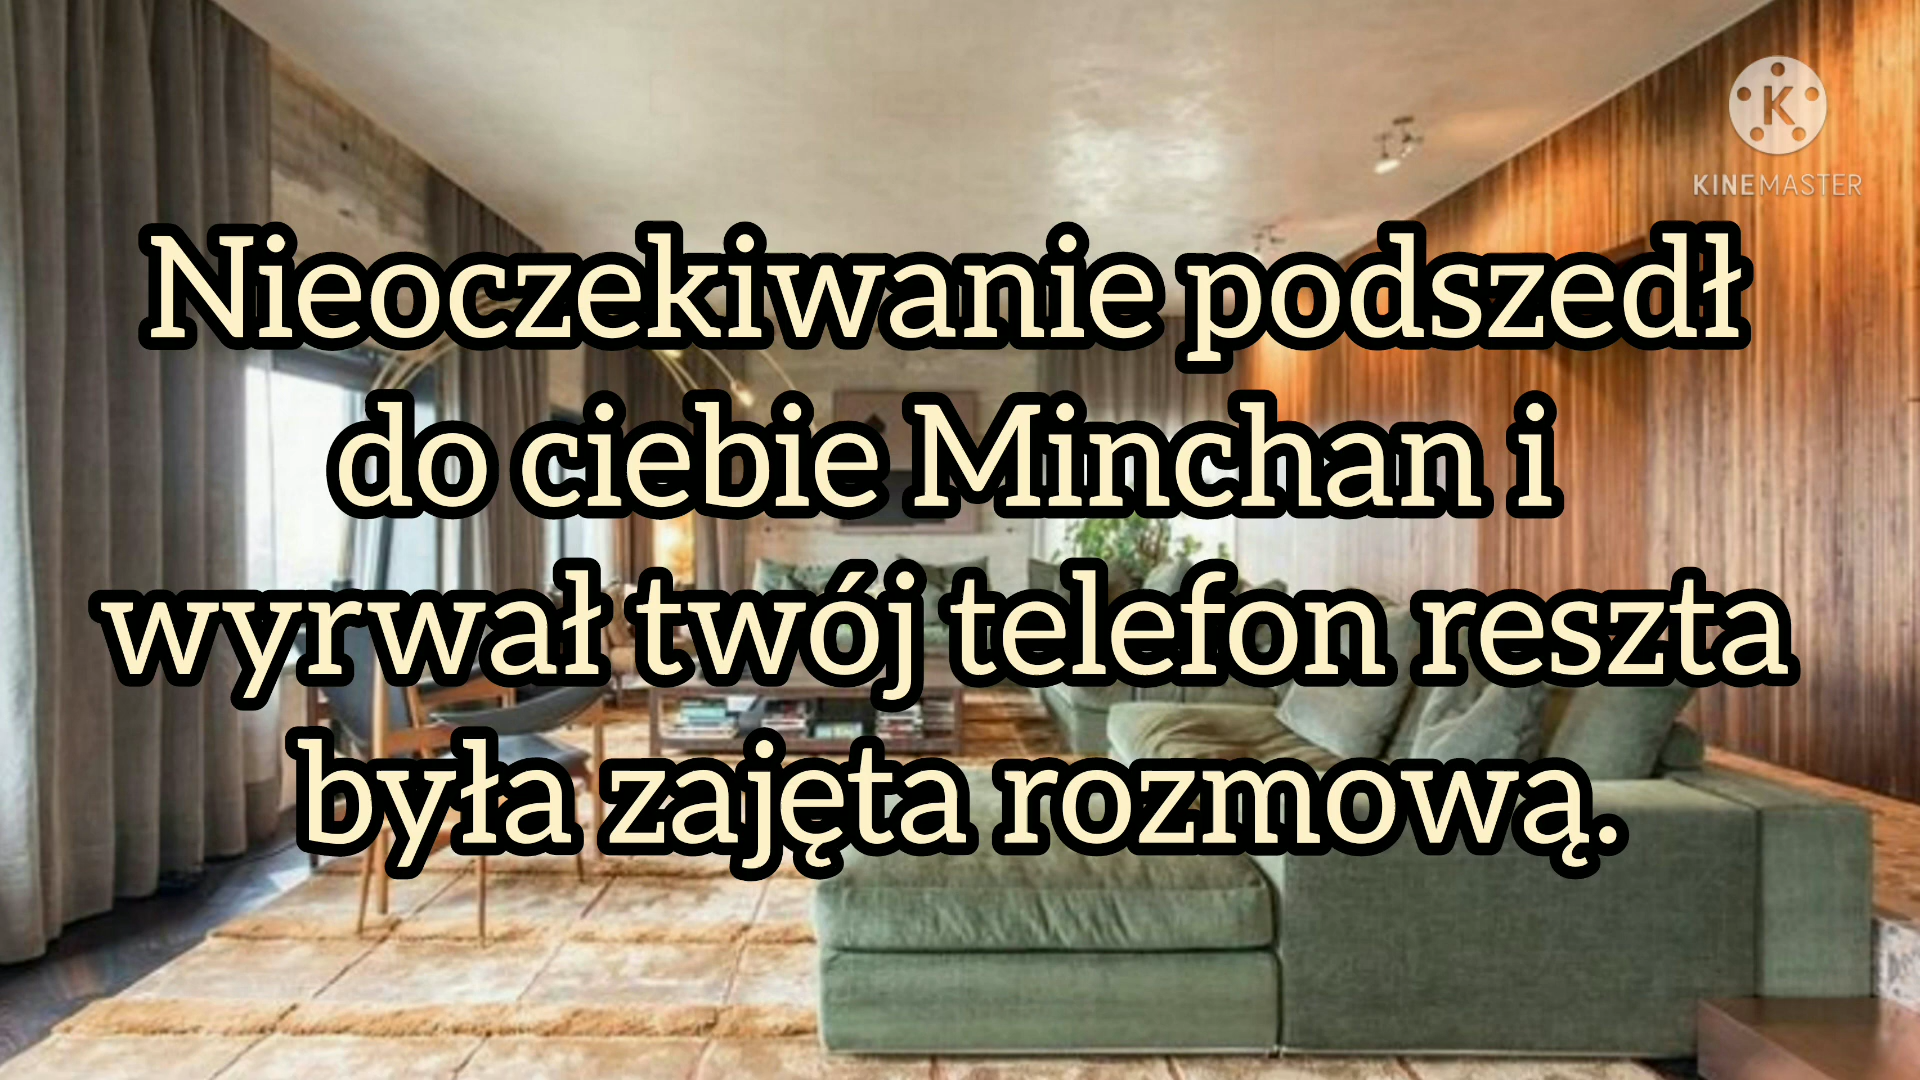 KINEMASTER
Nieoczekiwanie podszedł
do ciebie Minchan i
wyrwał twój telefon reszta
była zajęta rozmową.